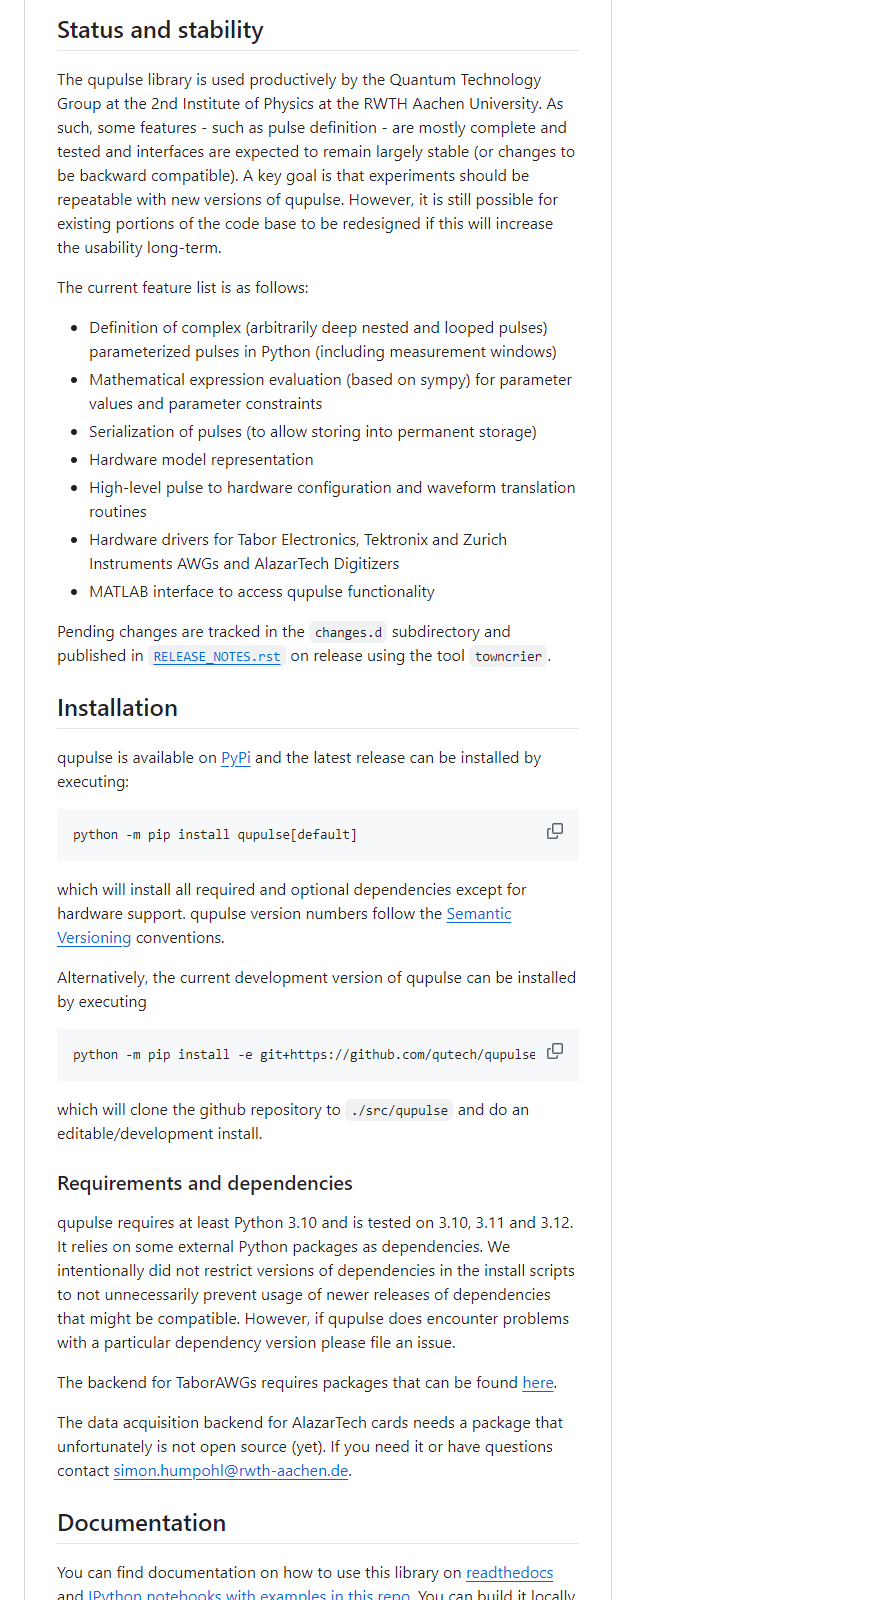 Status and stability
The qupulse library is used productively by the Quantum Technology
Group at the 2nd Institute of Physics at the RWTH Aachen University. As
such, some features - such as pulse definition - are mostly complete and
tested and interfaces are expected to remain largely stable (or changes to
be backward compatible). A key goal is that experiments should be
repeatable with new versions of qupulse. However, it is still possible for
existing portions of the code base to be redesigned if this will increase
the usability long-term.
The current feature list is as follows:
• Definition of complex (arbitrarily deep nested and looped pulses)
parameterized pulses in Python (including measurement windows)
• Mathematical expression evaluation (based on sympy) for parameter
values and parameter constraints
• Serialization of pulses (to allow storing into permanent storage)
• Hardware model representation
• High-level pulse to hardware configuration and waveform translation
routines
• Hardware drivers for Tabor Electronics, Tektronix and Zurich
Instruments AWGs and AlazarTech Digitizers
• MATLAB interface to access qupulse functionality
Pending changes are tracked in the changes.d subdirectory and
published in RELEASE_NOTES.rst on release using the tool towncrier.
Installation
qupulse is available on PyPi and the latest release can be installed by
executing:
python -m pip install qupulse[default]
which will install all required and optional dependencies except for
hardware support. qupulse version numbers follow the Semantic
Versioning conventions.
Alternatively, the current development version of qupulse can be installed
by executing
python -m pip install -e git+https://github.com/qutech/qupulse
which will clone the github repository to ./src/qupulse and do an
editable/development install.
Requirements and dependencies
qupulse requires at least Python 3.10 and is tested on 3.10, 3.11 and 3.12.
It relies on some external Python packages as dependencies. We
intentionally did not restrict versions of dependencies in the install scripts
to not unnecessarily prevent usage of newer releases of dependencies
that might be compatible. However, if qupulse does encounter problems
with a particular dependency version please file an issue.
The backend for TaborAWGs requires packages that can be found here.
The data acquisition backend for AlazarTech cards needs a package that
unfortunately is not open source (yet). If you need it or have questions
contact simon.humpohl@rwth-aachen.de.
Documentation
You can find documentation on how to use this library on readthedocs
and IPython notebooks with examples in this repo. You can build it locally